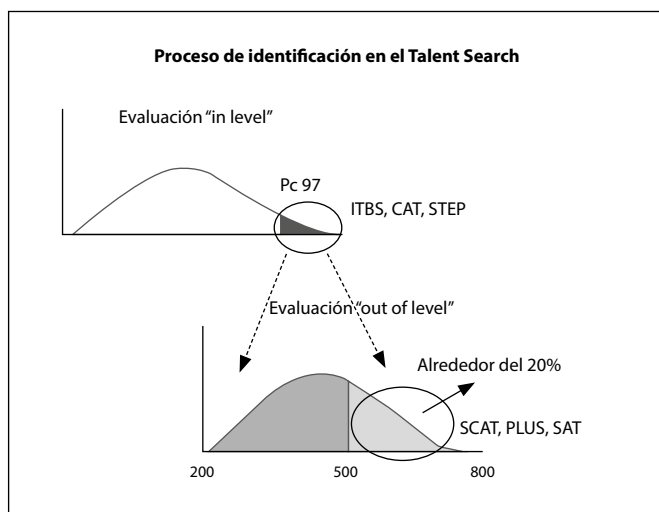 Proceso de identificación en el Talent Search
Evaluación “in level”
Pc 97
ITBS, CAT, STEP
Evaluación “out of level”
Alrededor del 20%
SCAT, PLUS, SAT
200 500 800